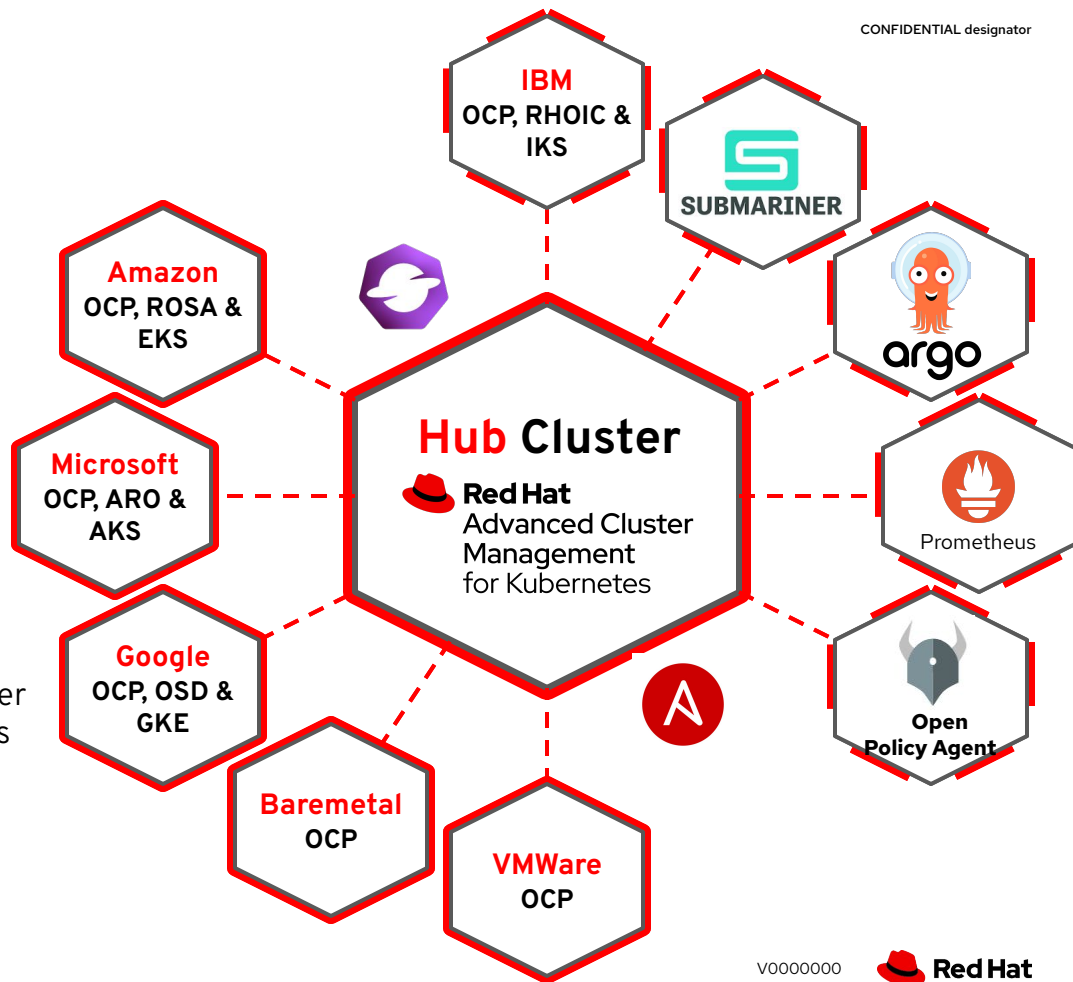 CONFIDENTIAL designator
IBM
OCP, RHOIC &
IKS
SUBMARINER
Amazon
OCP, ROSA &
EKS
argo
Hub Cluster
Microsoft
OCP, ARO &
AKS
Red Hat
Advanced Cluster
Management
for Kubernetes
Prometheus
Google
OCP, OSD &
GKE
er
s
Open
Policy Agent
Baremetal
OCP
VMWare
OCP
V0000000
Red Hat